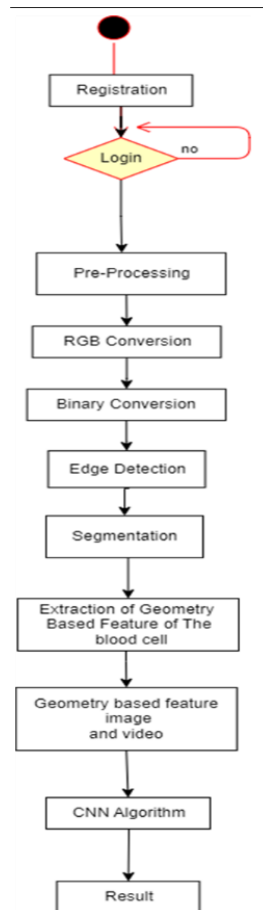 Registration
Login
no
Pre-Processing
RGB Conversion
Binary Conversion
Edge Detection
Segmentation
Extraction of Geometry
Based Feature of The
blood cell
Geometry based feature
image
and video
CNN Algorithm
Result